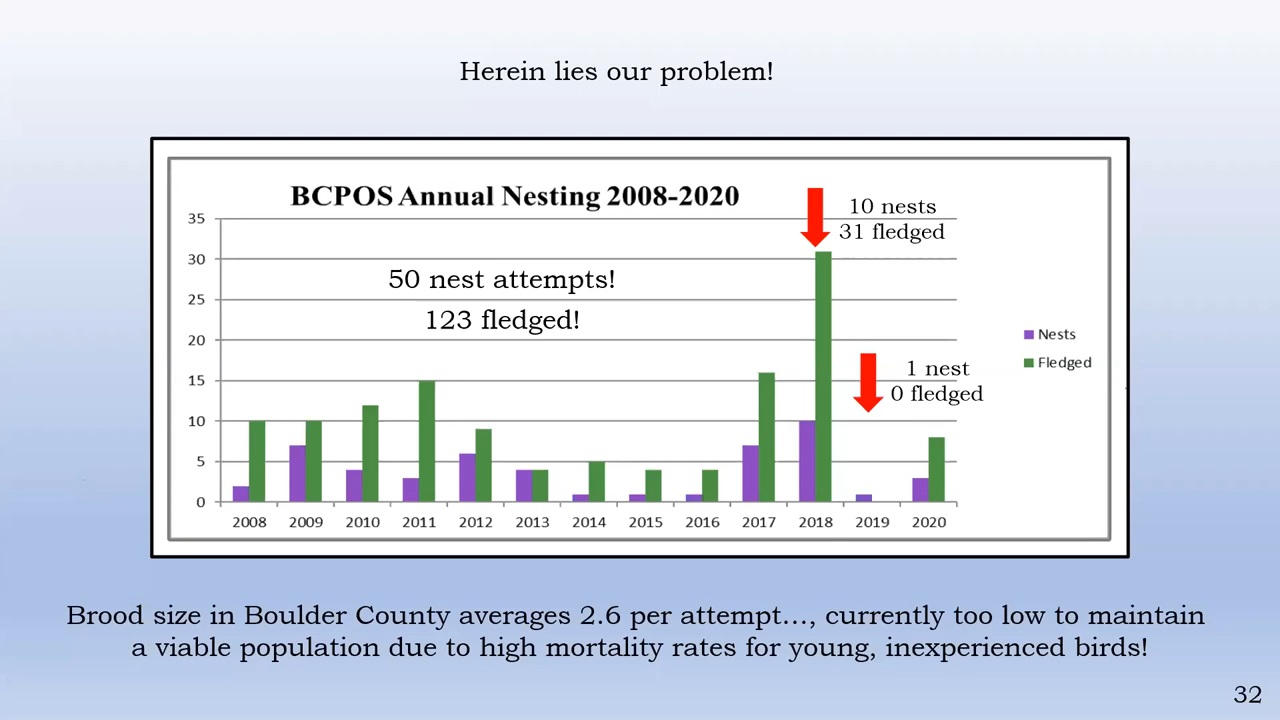 Herein lies our problem!
BCPOS Annual Nesting 2008-2020
10 nests
31 fledged
50 nest attempts!
123 fledged!
1 nest
0 fledged
35
30
25
20
15
10
5
0
2008 2009 2010 2011 2012 2013 2014 2015 2016 2017 2018 2019 2020
Nests
Fledged
Brood size in Boulder County averages 2.6 per attempt..., currently too low to maintain
a viable population due to high mortality rates for young, inexperienced birds!
32